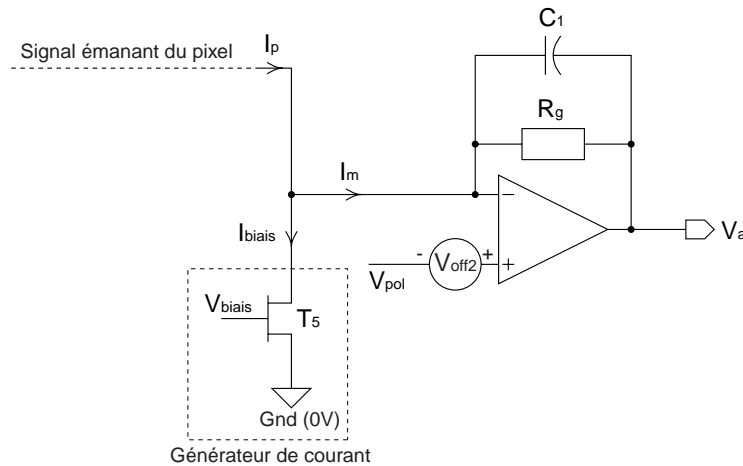 C1
Signal émanant du pixel
Ip
Rg
Im
−
Ibiais
Va
- Voff2 +
+
Vpol
Vbiais
T5
Gnd (0V)
Générateur de courant